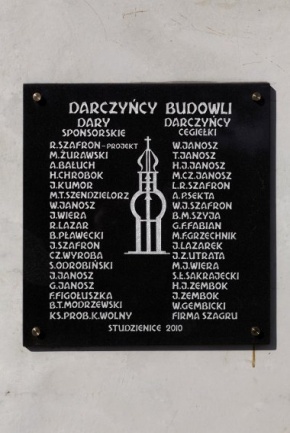 DARCZYŃCY BUDOWLI
DARY
SPONSORSKIE
R.SZAFRON-PROJEKT
M.ŻURAWSKI
A.BAŁUCH
H.CHROBOK
J.KUMOR
M.T.SZENDZIELORZ
W.JANOSZ
J.WIERA
R.LAZAR
B.PŁAWECKI
J.SZAFRON
CZ.WYROBA
S.ODROBIŃSKI
J.JANOSZ
G.JANOSZ
F.FIGOŁUSZKA
B.T.MODRZEWSKI
KS.PROB.K.WOLNY
DARCZYŃCY
CEGIEŁKI
W.JANOSZ
T.JANOSZ
H.J.JANOSZ
M.CZ.JANOSZ
L.R.SZAFRON
A.P.SEKTA
W.J.SZAFRON
B.M.SZYJA
G.F.FABIAN
M.F.GRZECHNIK
J.LAZAREK
J.Z.UTRATA
M.J.WIERA
S.Ł.SAKRAJECKI
H.J.ZEMBOK
J.ZEMBOK
W.GEMBICKI
FIRMA SZAGRU
STUDZIENICE 2010